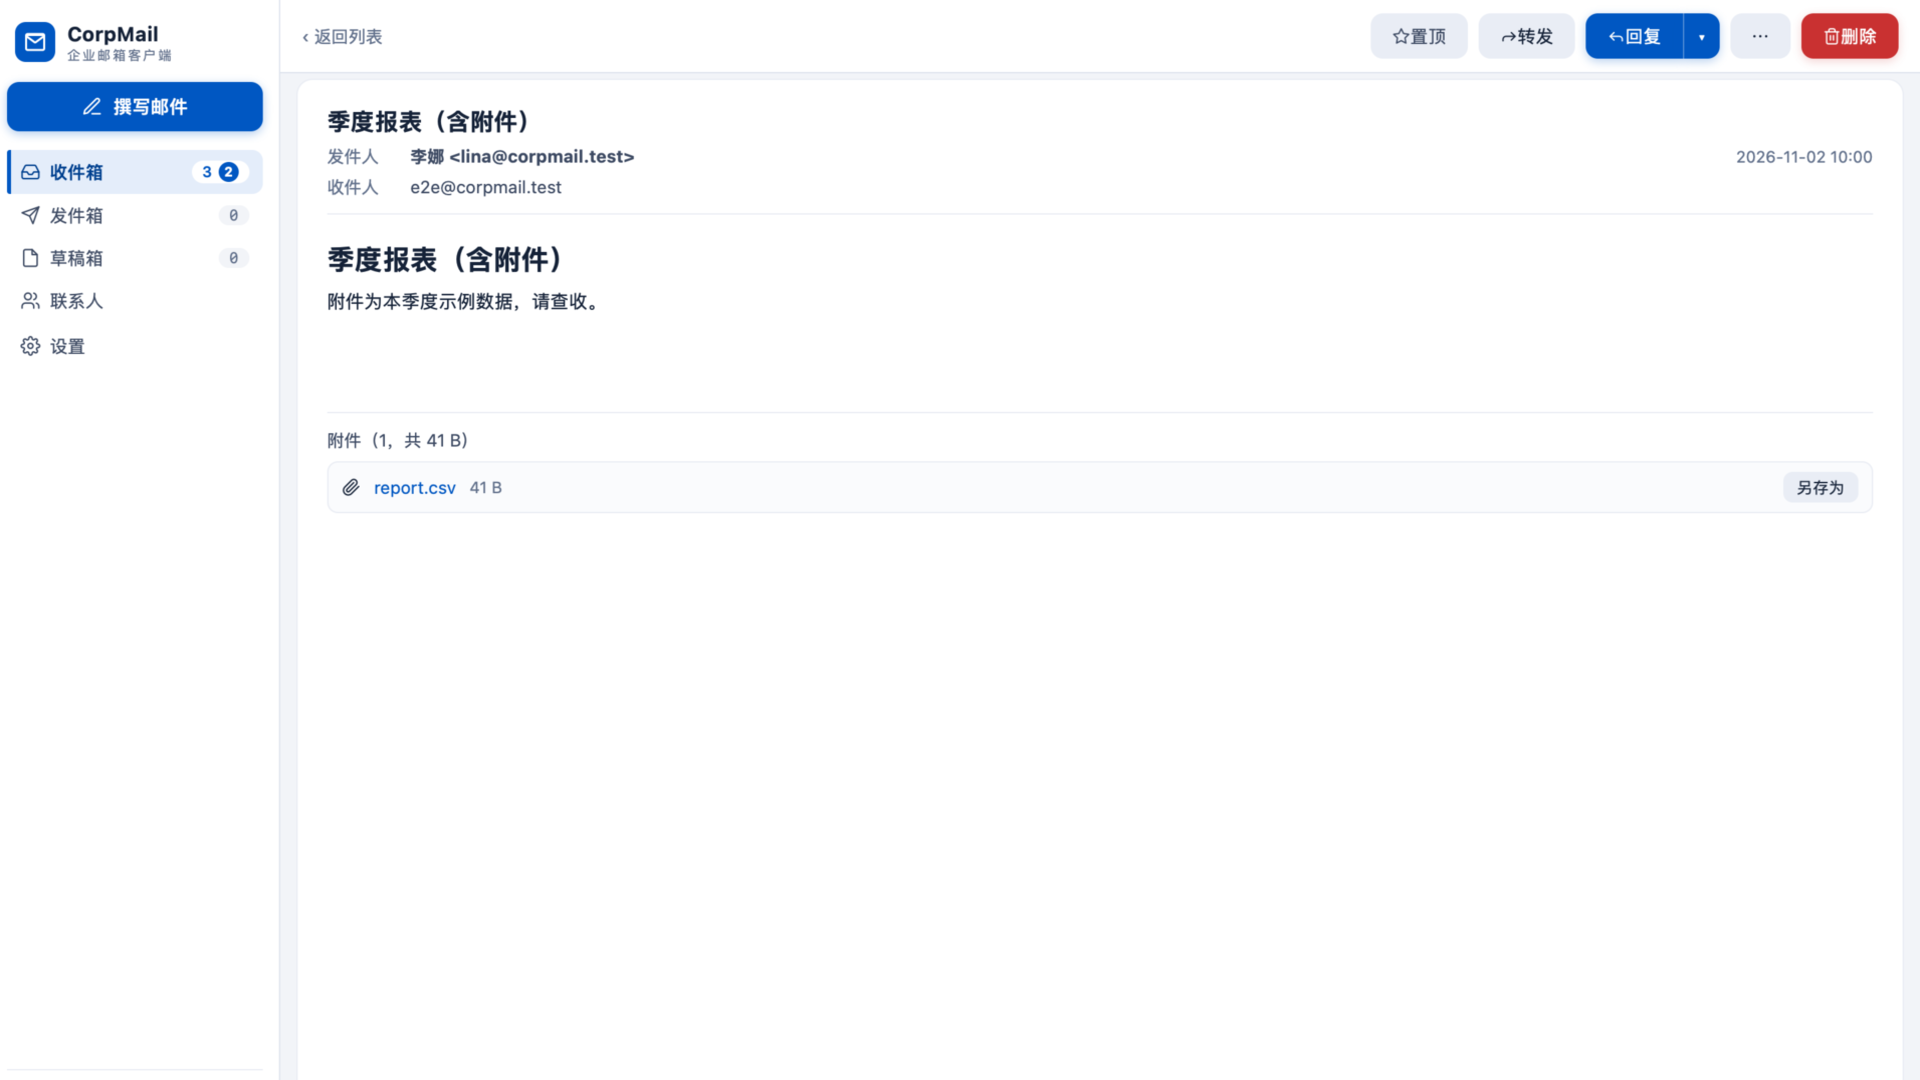 CorpMail
企业邮箱客户端
撰写邮件
收件箱 3 2
发件箱 0
草稿箱 0
联系人
设置
‹ 返回列表
置顶
转发
回复
▾
···
删除
季度报表（含附件）
发件人 李娜 <lina@corpmail.test> 2026-11-02 10:00
收件人 e2e@corpmail.test
季度报表（含附件）
附件为本季度示例数据，请查收。
附件（1，共 41 B）
report.csv 41 B 另存为